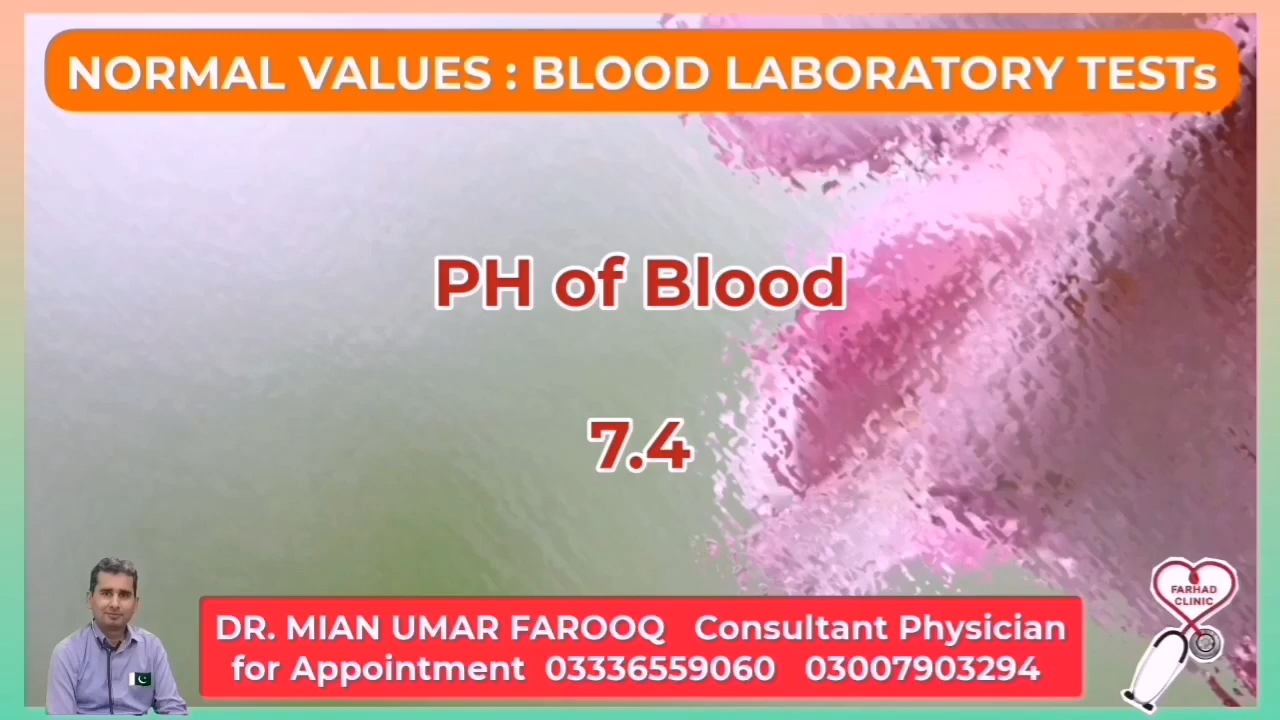 NORMAL VALUES : BLOOD LABORATORY TESTs
PH of Blood
7.4
DR. MIAN UMAR FAROOQ Consultant Physician
for Appointment 03336559060 03007903294
FARHAD
CLINIC